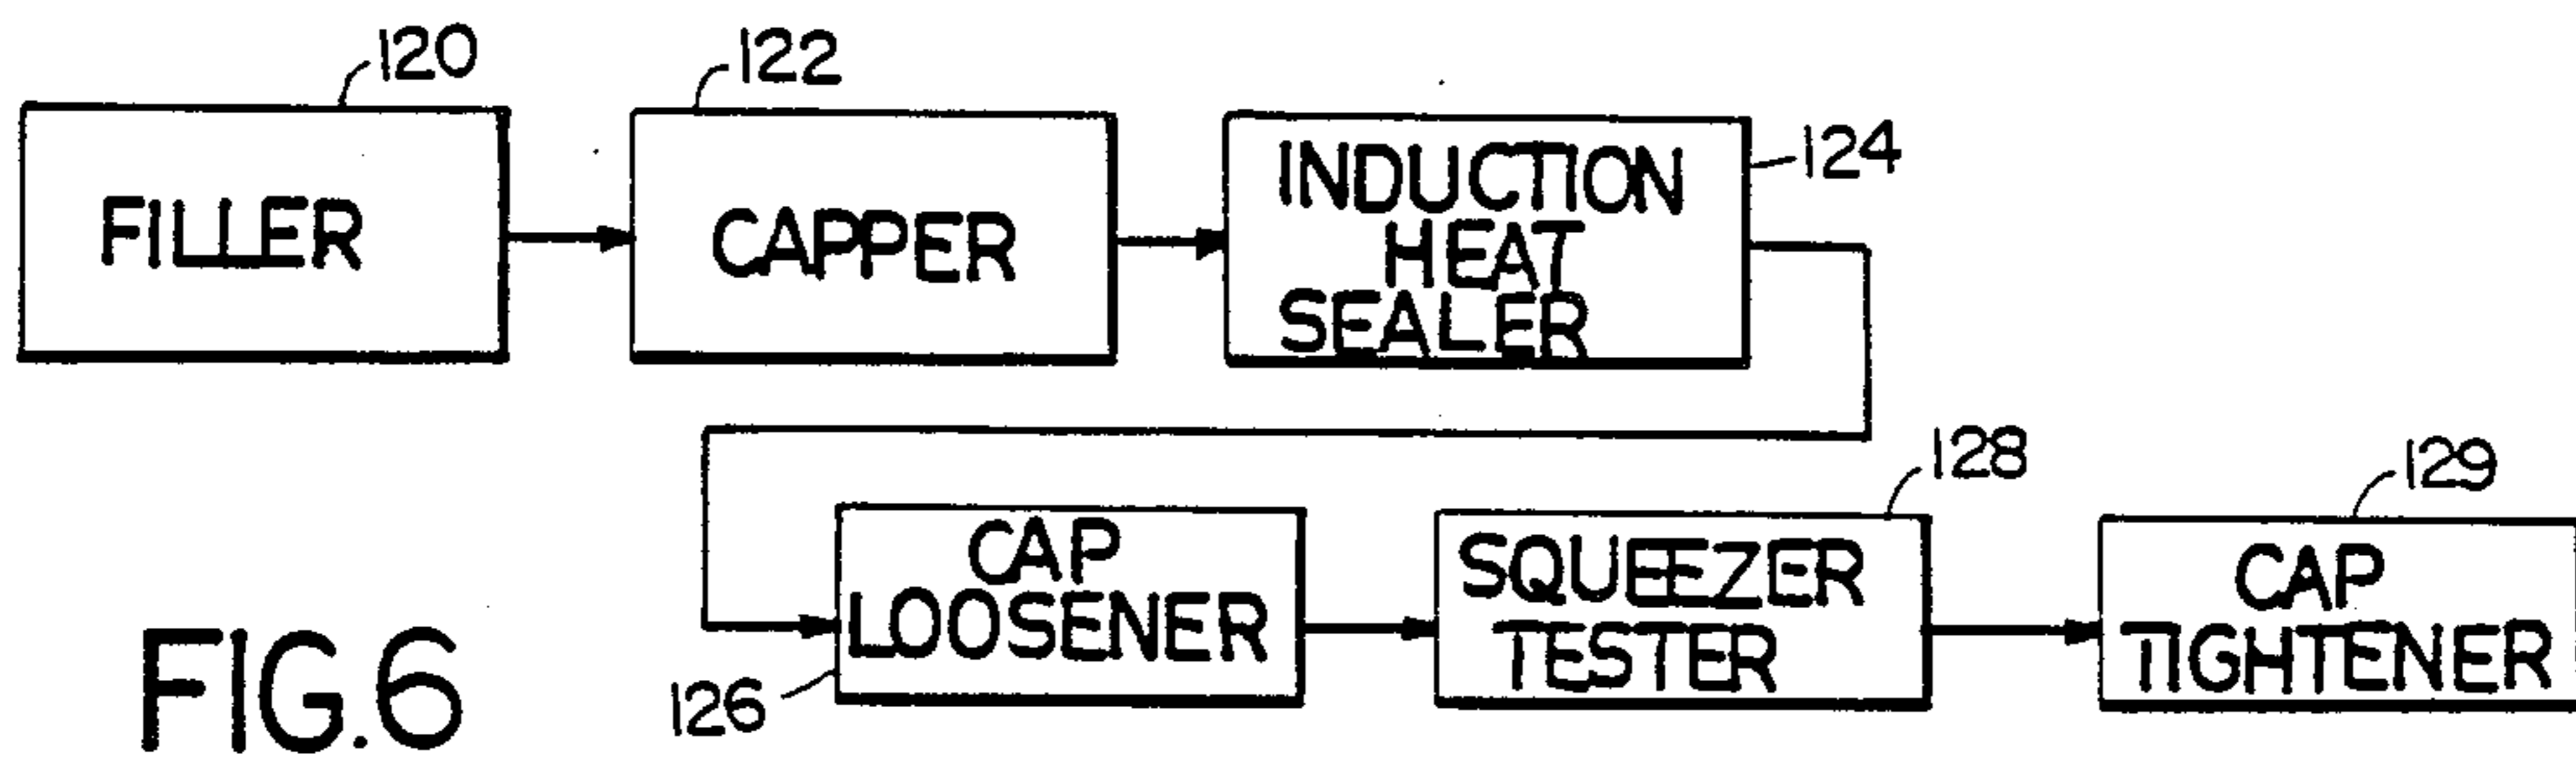 120
FILLER
122
CAPPER
124
INDUCTION
HEAT
SEALER
126
CAP
LOOSENER
128
SQUEEZER
TESTER
129
CAP
TIGHTENER
FIG.6